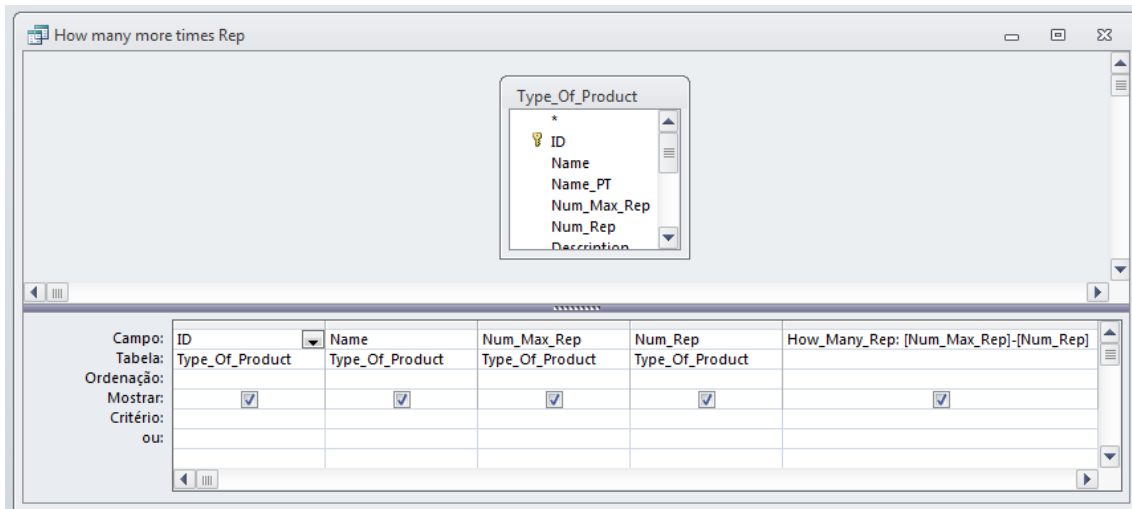 How many more times Rep
Type_Of_Product
*
ID
Name
Name_PT
Num_Max_Rep
Num_Rep
Description
Campo: ID Name Num_Max_Rep Num_Rep How_Many_Rep: [Num_Max_Rep]-[Num_Rep]
Tabela: Type_Of_Product Type_Of_Product Type_Of_Product Type_Of_Product
Ordenação:
Mostrar:
Critério:
ou: